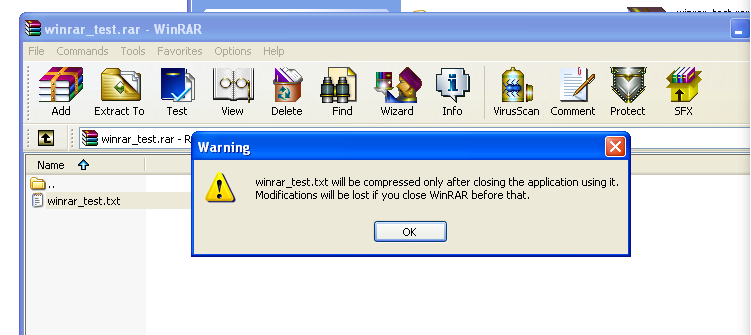 winrar_test.rar - WinRAR
File Commands Tools Favorites Options Help
Add Extract To Test View Delete Find Wizard Info VirusScan Comment Protect SFX
winrar_test.rar - R
Warning
Name
..
winrar_test.txt
winrar_test.txt will be compressed only after closing the application using it.
Modifications will be lost if you close WinRAR before that.
OK